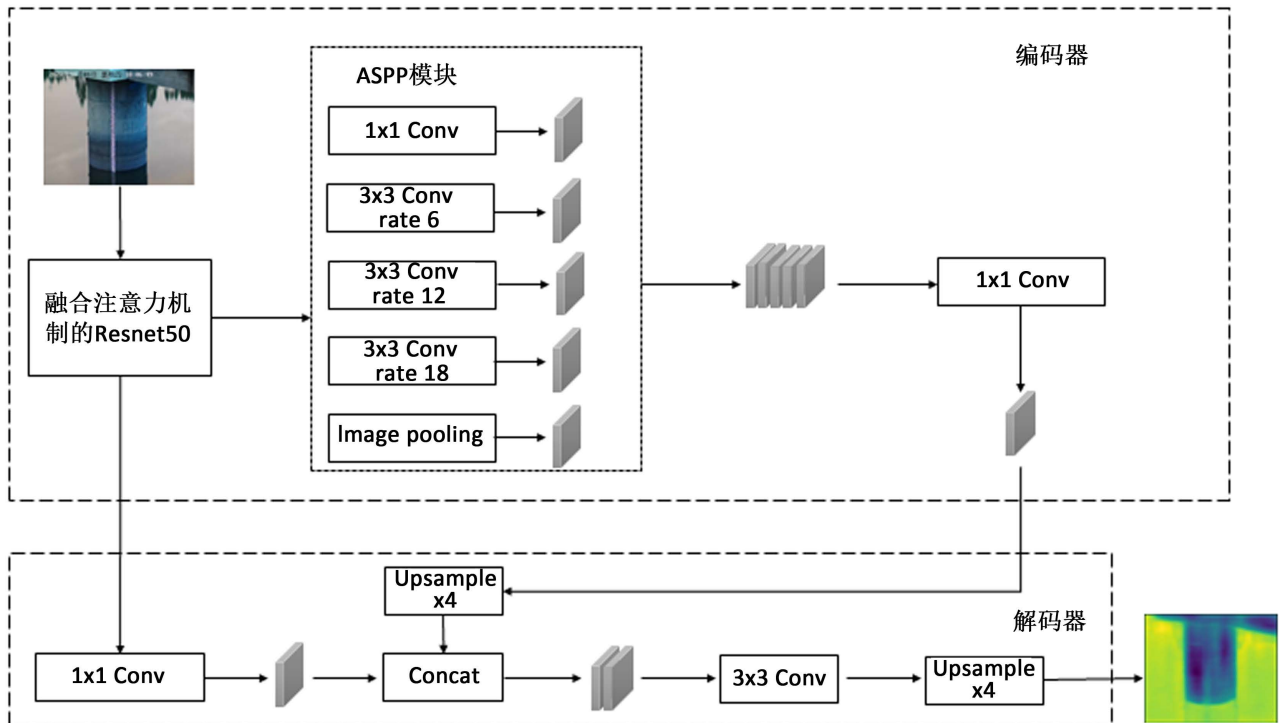 编码器
ASPP模块
1x1 Conv
3x3 Conv
rate 6
3x3 Conv
rate 12
3x3 Conv
rate 18
Image pooling
融合注意力机
制的Resnet50
1x1 Conv
Upsample
x4
解码器
1x1 Conv
Concat
3x3 Conv
Upsample
x4